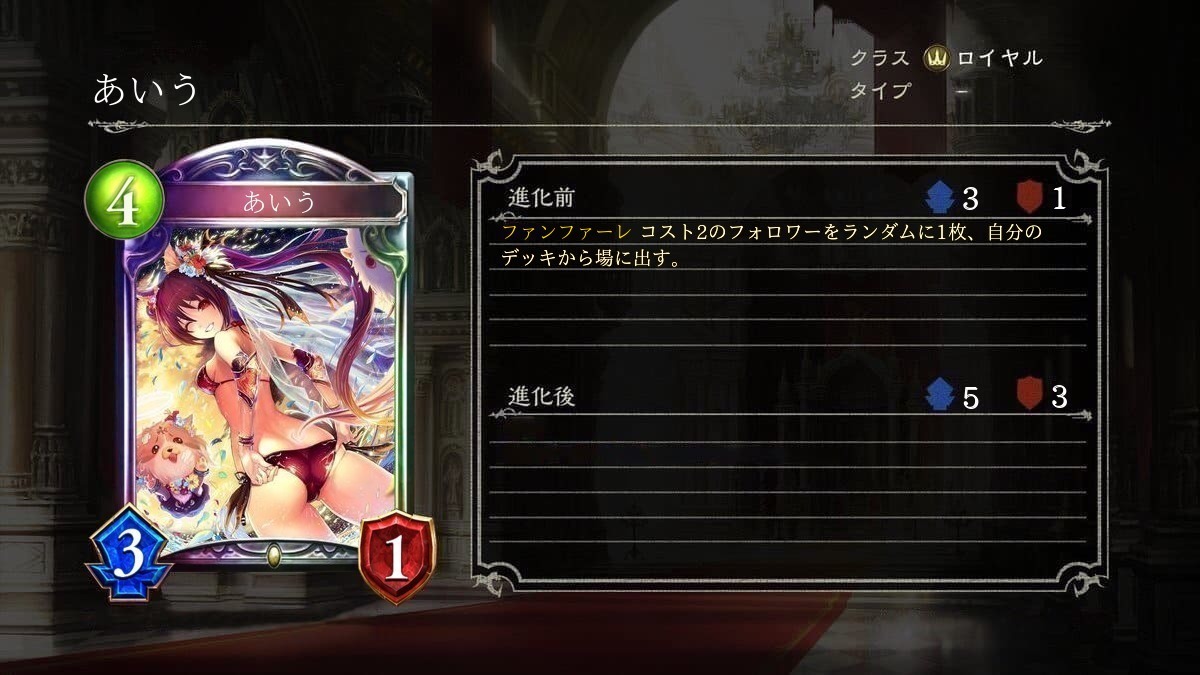 あいう
クラス ロイヤル
タイプ －
4
あいう
3
1
進化前 3 1
ファンファーレ コスト2のフォロワーをランダムに1枚、自分の
デッキから場に出す。
進化後 5 3